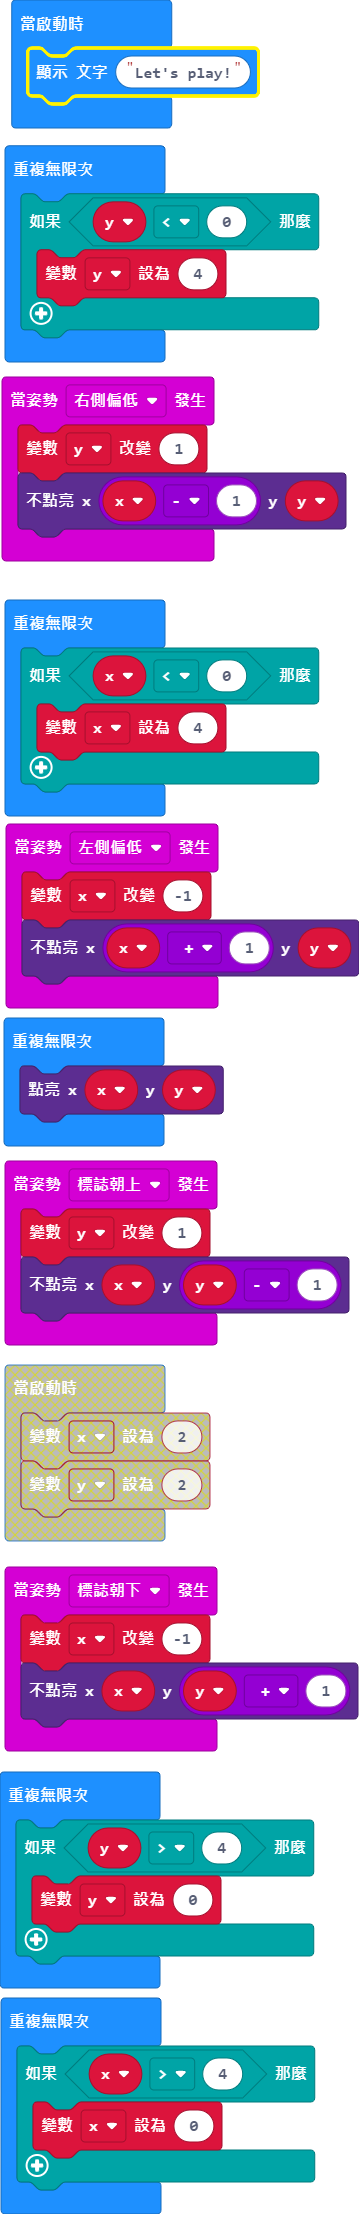 當啟動時
顯示 文字 "Let's play!"
重複無限次
如果 y < 0 那麼
變數 y 設為 4
當姿勢 右側偏低 發生
變數 y 改變 1
不點亮 x x - 1 y y
重複無限次
如果 x < 0 那麼
變數 x 設為 4
當姿勢 左側偏低 發生
變數 x 改變 -1
不點亮 x x + 1 y y
重複無限次
點亮 x x y y
當姿勢 標誌朝上 發生
變數 y 改變 1
不點亮 x x y y - 1
當啟動時
變數 x 設為 2
變數 y 設為 2
當姿勢 標誌朝下 發生
變數 x 改變 -1
不點亮 x x y y + 1
重複無限次
如果 y > 4 那麼
變數 y 設為 0
重複無限次
如果 x > 4 那麼
變數 x 設為 0